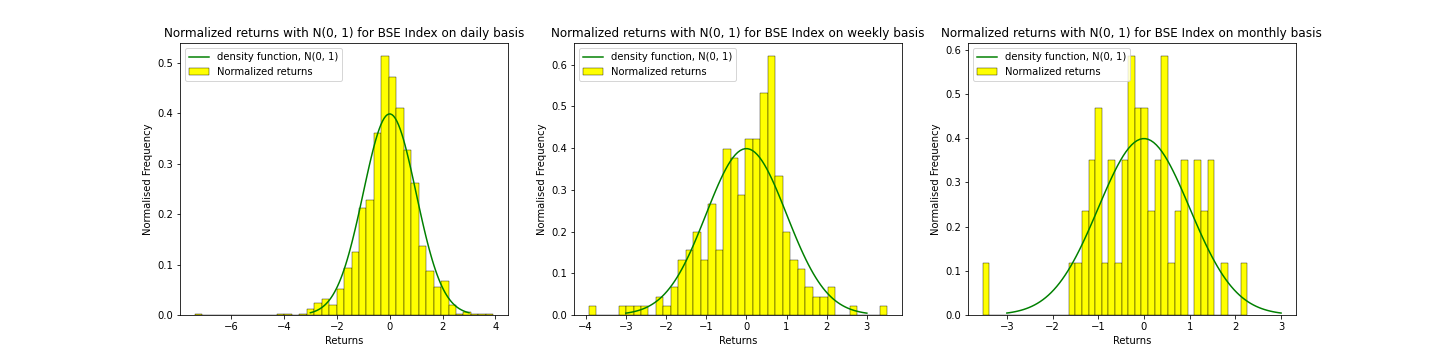 Normalized returns with N(0, 1) for BSE Index on daily basis
density function, N(0, 1)
Normalized returns
Normalised Frequency
0.5
0.4
0.3
0.2
0.1
0.0
−6 −4 −2 0 2 4
Returns
Normalized returns with N(0, 1) for BSE Index on weekly basis
density function, N(0, 1)
Normalized returns
Normalised Frequency
0.6
0.5
0.4
0.3
0.2
0.1
0.0
−4 −3 −2 −1 0 1 2 3
Returns
Normalized returns with N(0, 1) for BSE Index on monthly basis
density function, N(0, 1)
Normalized returns
Normalised Frequency
0.6
0.5
0.4
0.3
0.2
0.1
0.0
−3 −2 −1 0 1 2 3
Returns